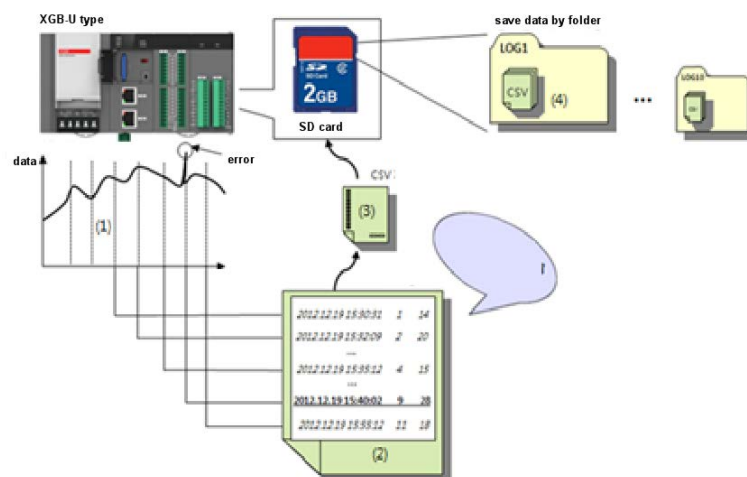 XGB-U type
save data by folder
LOG1
CSV
(4)
...
LOG10
SD Card
2GB
SD card
data
error
(1)
CSV
(3)
2012.12.19 15:30:31 1 14
2012.12.19 15:32:09 2 20
...
2012.12.19 15:35:12 4 15
...
2012.12.19 15:40:02 9 28
2012.12.19 15:55:12 11 18
(2)